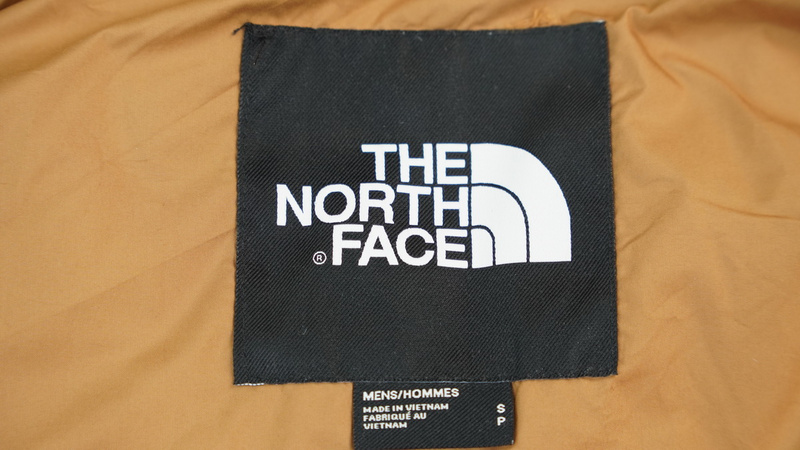 THE
NORTH
® FACE
MENS/HOMMES
MADE IN VIETNAM
FABRIQUÉ AU
VIETNAM
S
P